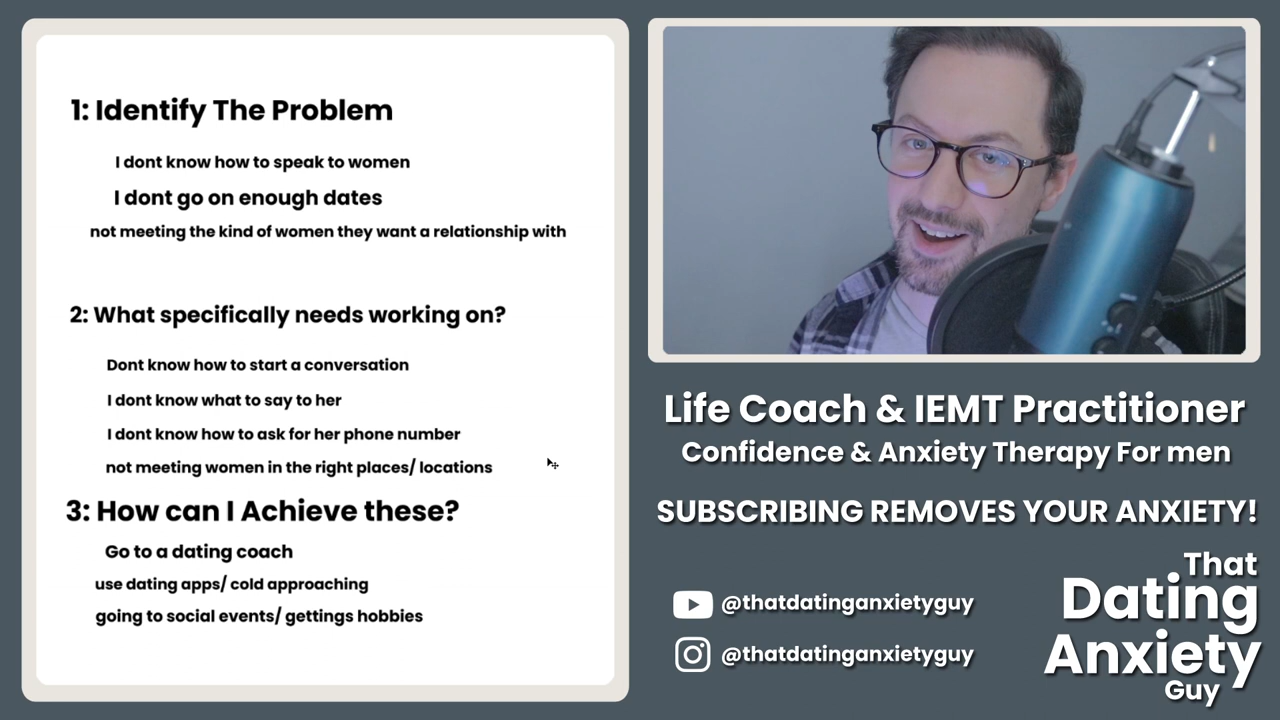 1: Identify The Problem
I dont know how to speak to women
I dont go on enough dates
not meeting the kind of women they want a relationship with
2: What specifically needs working on?
Dont know how to start a conversation
I dont know what to say to her
I dont know how to ask for her phone number
not meeting women in the right places/ locations
3: How can I Achieve these?
Go to a dating coach
use dating apps/ cold approaching
going to social events/ gettings hobbies
Life Coach & IEMT Practitioner
Confidence & Anxiety Therapy For men
SUBSCRIBING REMOVES YOUR ANXIETY!
@thatdatinganxietyguy
@thatdatinganxietyguy
That
Dating
Anxiety
Guy